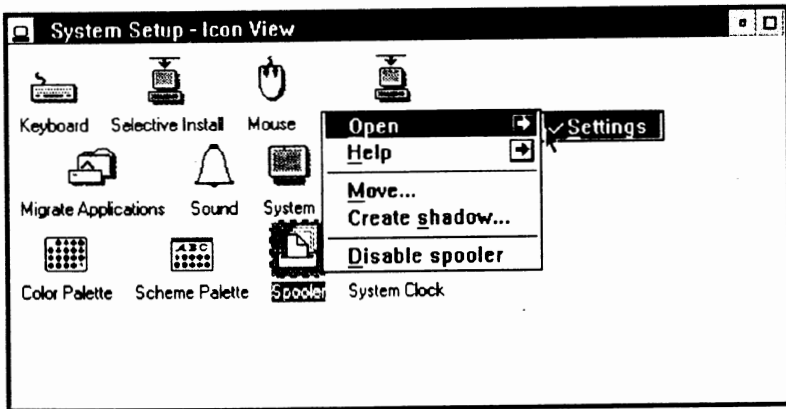 System Setup - Icon View
Keyboard Selective Install Mouse
Open Settings
Help
Move...
Create shadow...
Disable spooler
Migrate Applications Sound System
ABC
Color Palette Scheme Palette Spooler System Clock